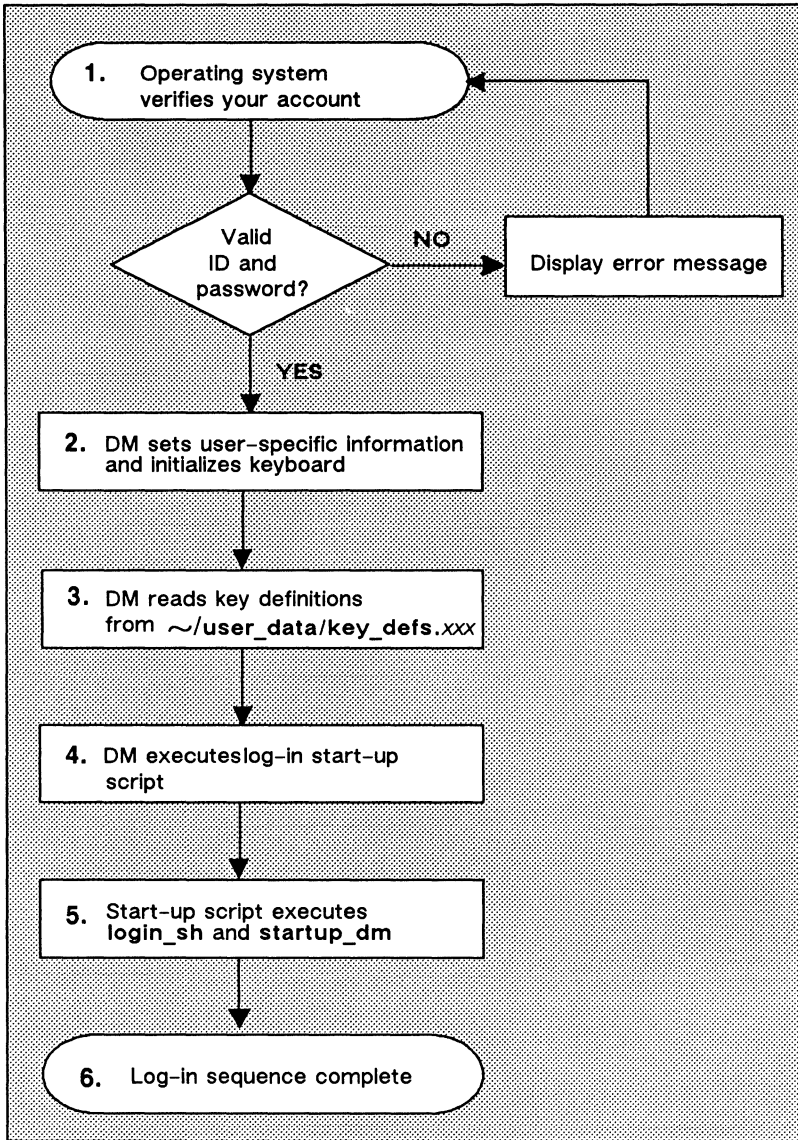 1. Operating system
verifies your account
Valid
ID and
password?
NO
Display error message
YES
2. DM sets user-specific information
and initializes keyboard
3. DM reads key definitions
from ~/user_data/key_defs.xxx
4. DM executeslog-in start-up
script
5. Start-up script executes
login_sh and startup_dm
6. Log-in sequence complete